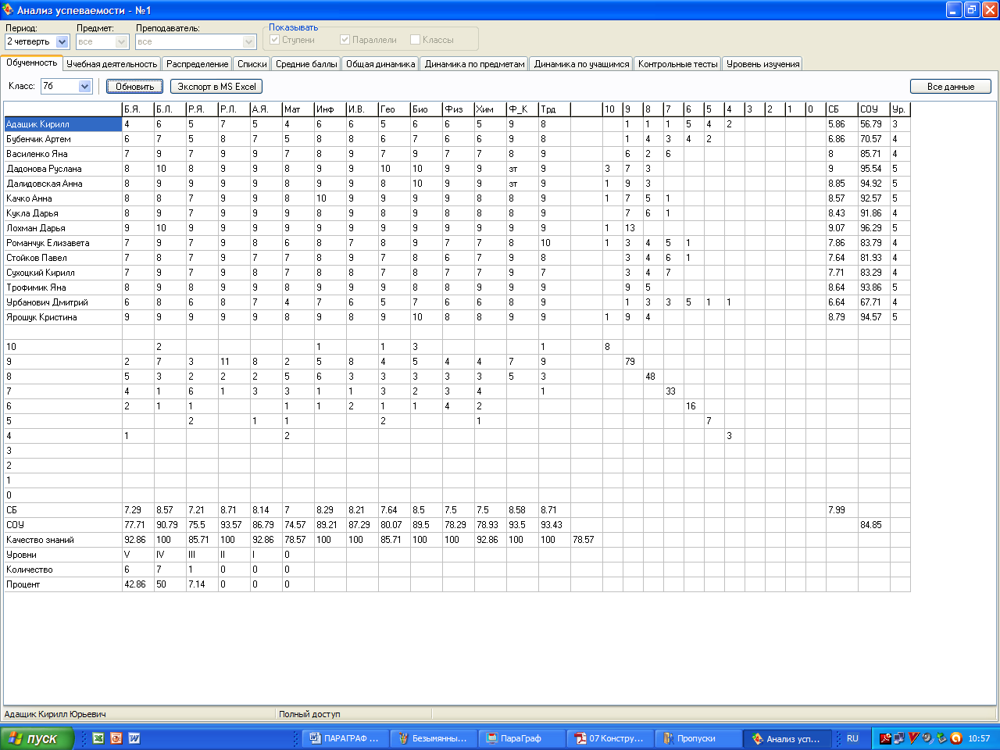 Анализ успеваемости - №1
Период: Предмет: Преподаватель: Показывать
2 четверть все все Ступени Параллели Классы
Обученность Учебная деятельность Распределение Списки Средние баллы Общая динамика Динамика по предметам Динамика по учащимся Контрольные тесты Уровень изучения
Класс: 7б Обновить Экспорт в MS Excel Все данные
Б.Я. Б.Л. Р.Я. Р.Л. А.Я. Мат Инф И.В. Гео Био Физ Хим Ф_К Трд 10 9 8 7 6 5 4 3 2 1 0 СБ СОУ Ур.
Адащик Кирилл 4 6 5 7 5 4 6 6 5 6 6 5 9 8 1 1 1 5 4 2 5.86 56.79 3
Бубенчик Артем 6 7 5 8 7 5 8 8 6 7 6 6 9 8 1 4 3 4 2 6.86 70.57 4
Василенко Яна 7 9 7 9 9 7 8 9 7 9 7 7 8 9 6 2 6 8 85.71 4
Дадонова Руслана 8 10 8 9 9 8 9 9 10 10 9 9 зт 9 3 7 3 9 95.54 5
Далидовская Анна 8 9 9 9 9 8 9 9 8 10 9 9 зт 9 1 9 3 8.85 94.92 5
Качко Анна 8 8 7 9 9 8 10 9 9 9 9 8 8 9 1 7 5 1 8.57 92.57 5
Кукла Дарья 8 9 7 9 9 9 8 9 8 9 8 8 8 9 7 6 1 8.43 91.86 4
Лохман Дарья 9 10 9 9 9 9 9 9 9 9 9 9 9 9 1 13 9.07 96.29 5
Романчук Елизавета 7 9 7 9 8 6 8 7 8 9 7 7 8 10 1 3 4 5 1 7.86 83.79 4
Стойков Павел 7 8 7 9 7 7 8 9 7 8 6 7 9 8 3 4 6 1 7.64 81.93 4
Сухоцкий Кирилл 7 9 7 9 8 7 8 8 7 8 7 7 9 7 3 4 7 7.71 83.29 4
Трофимик Яна 8 9 8 9 9 8 9 9 9 9 8 8 9 9 9 5 8.64 93.86 5
Урбанович Дмитрий 6 8 6 8 7 4 7 6 5 7 6 6 8 9 1 3 3 5 1 1 6.64 67.71 4
Ярощук Кристина 9 9 9 9 9 8 9 8 9 10 8 8 9 9 1 9 4 8.79 94.57 5
10 2 1 1 3 1 8
9 2 7 3 11 8 2 5 8 4 5 4 4 7 9 79
8 5 3 2 2 2 5 6 3 3 3 3 3 5 3 48
7 4 1 6 1 3 3 1 1 3 2 3 4 1 33
6 2 1 1 1 1 2 1 1 4 2 16
5 2 1 1 2 1 7
4 1 2 3
3
2
1
0
СБ 7.29 8.57 7.21 8.71 8.14 7 8.29 8.21 7.64 8.5 7.5 7.5 8.58 8.71 7.99
СОУ 77.71 90.79 75.5 93.57 86.79 74.57 89.21 87.29 80.07 89.5 78.29 78.93 93.5 93.43 84.85
Качество знаний 92.86 100 85.71 100 92.86 78.57 100 100 85.71 100 100 92.86 100 100 78.57
Уровни V IV III II I 0
Количество 6 7 1 0 0 0
Процент 42.86 50 7.14 0 0 0
Адащик Кирилл Юрьевич Полный доступ
пуск ПАРАГРАФ ... Безымянны... ПараГраф 07 Констру... Пропуски Анализ усп... RU 10:57